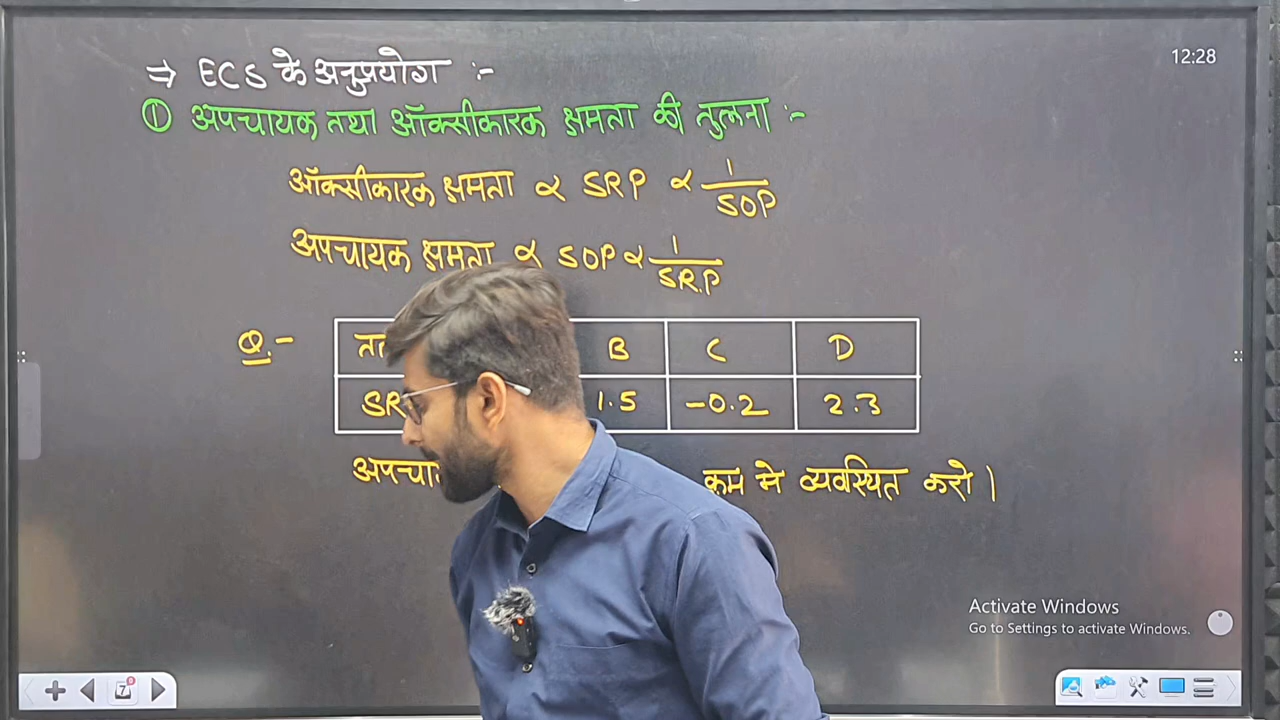 12:28
⇒ ECS के अनुप्रयोग :-
① अपचायक तथा ऑक्सीकारक क्षमता की तुलना :-
ऑक्सीकारक क्षमता ∝ SRP ∝ 1/SOP
अपचायक क्षमता ∝ SOP ∝ 1/S.R.P
Q.- B C D
1.5 -0.2 2.3
क्रम मे व्यवस्थित करो।
Activate Windows
Go to Settings to activate Windows.
7